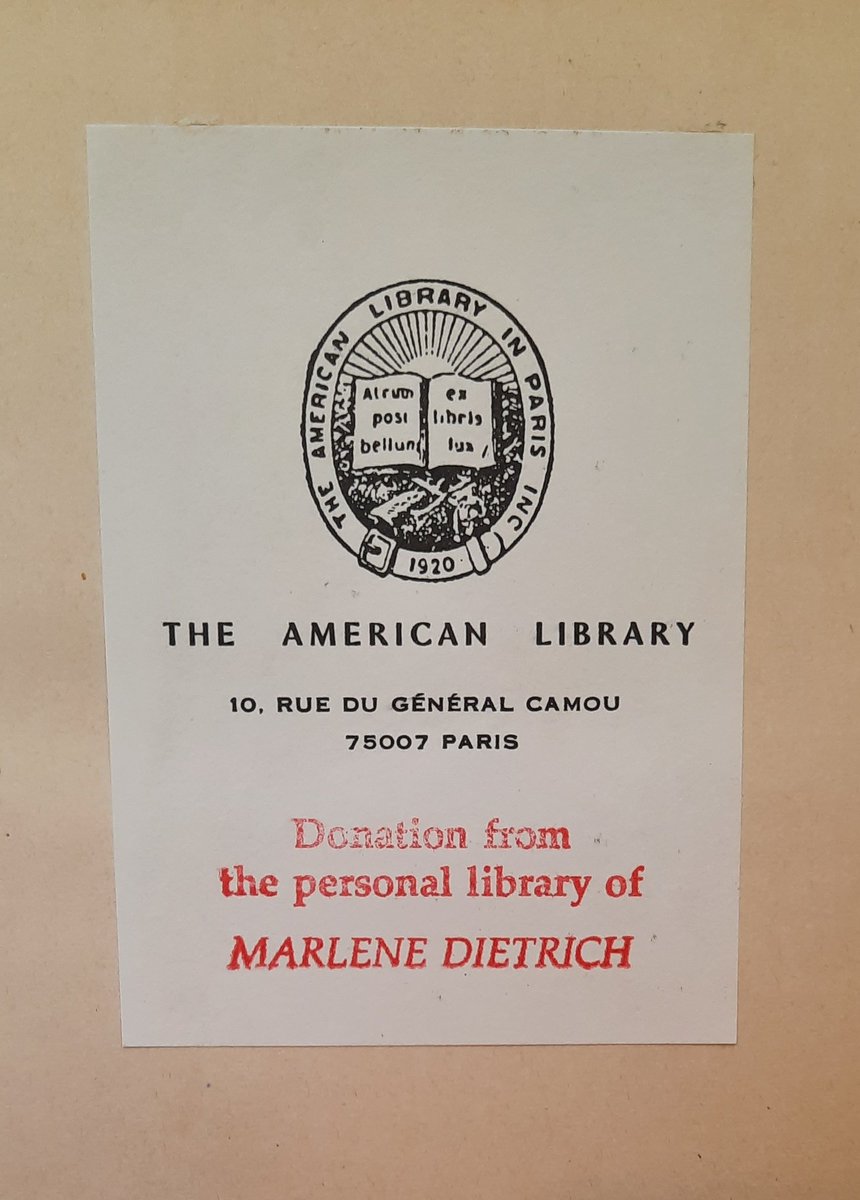 THE AMERICAN LIBRARY IN PARIS INC
Atrum
post
bellum
ex
libris
lux
1920
THE AMERICAN LIBRARY
10, RUE DU GÉNÉRAL CAMOU
75007 PARIS
Donation from
the personal library of
MARLENE DIETRICH